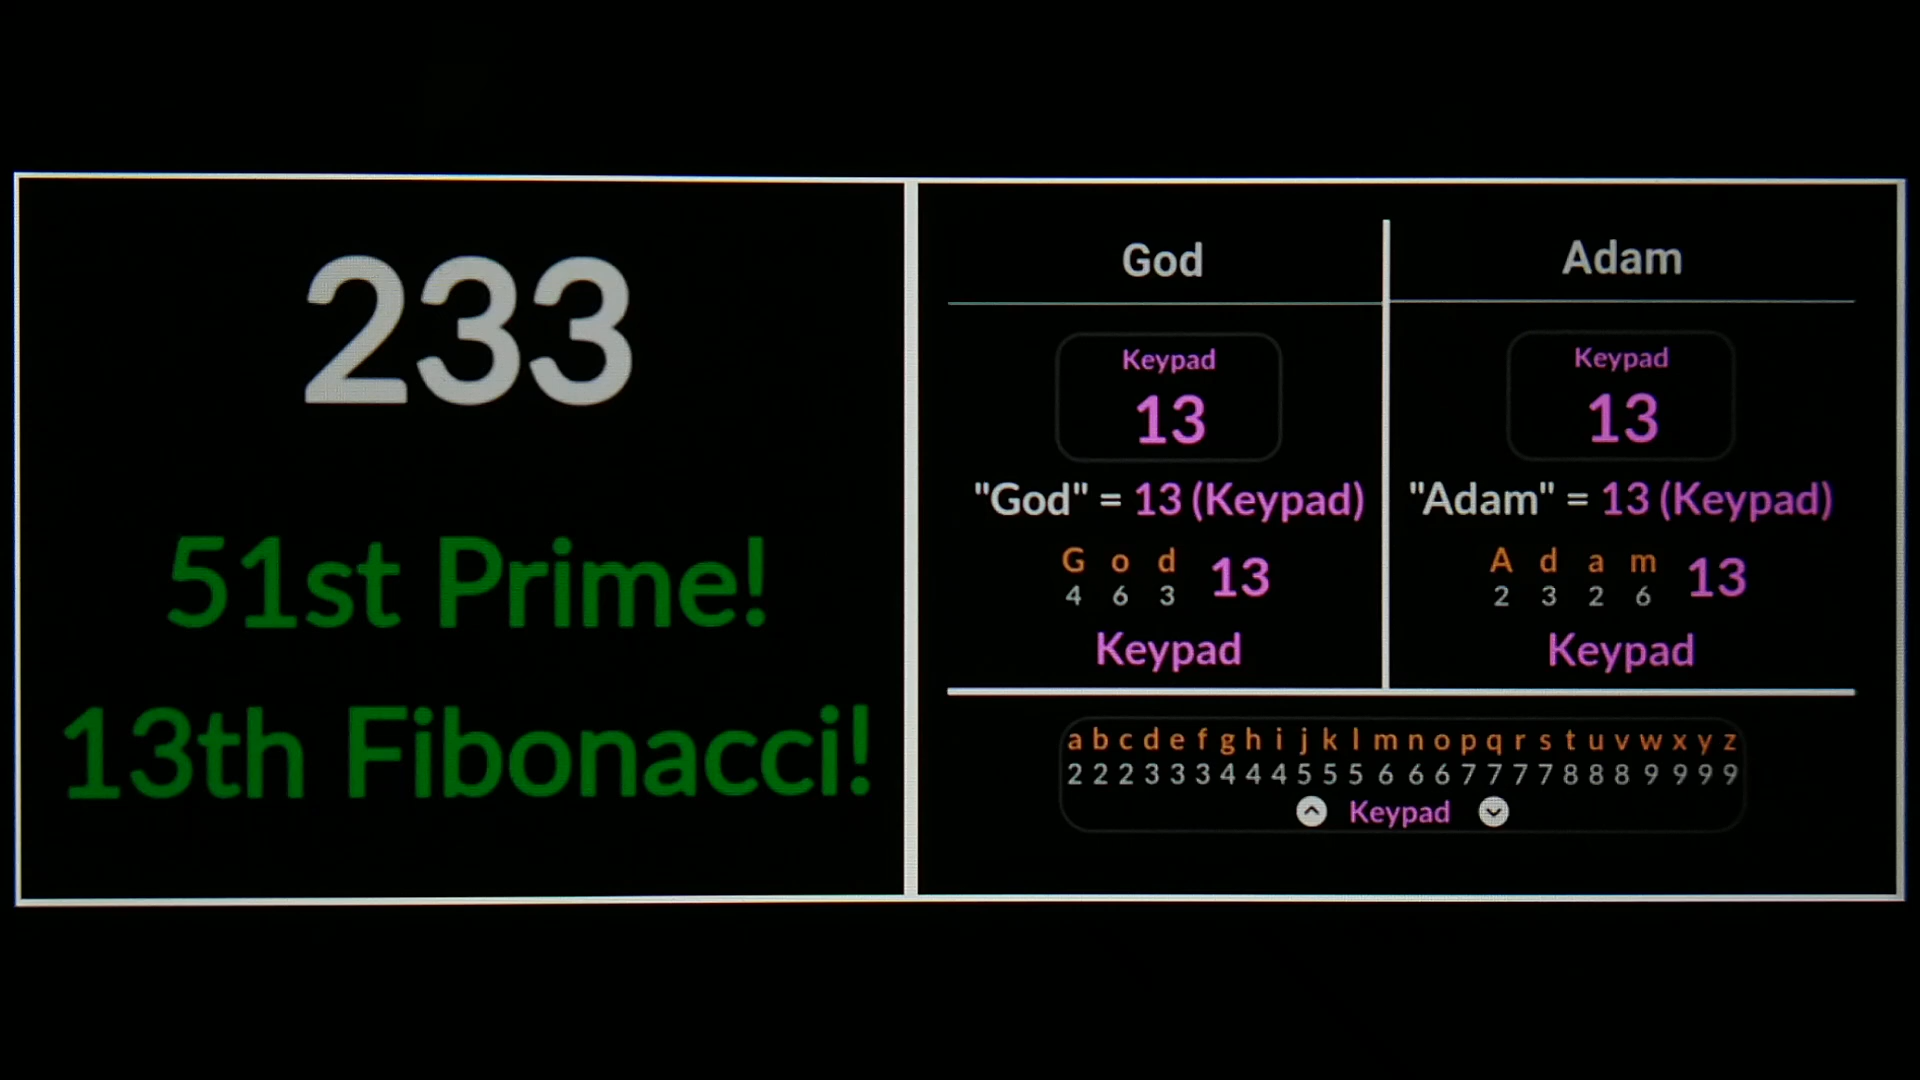 233
51st Prime!
13th Fibonacci!
God
Keypad
13
"God" = 13 (Keypad)
G o d 13
4 6 3
Keypad
Adam
Keypad
13
"Adam" = 13 (Keypad)
A d a m 13
2 3 2 6
Keypad
a b c d e f g h i j k l m n o p q r s t u v w x y z
2 2 2 3 3 3 4 4 4 5 5 5 6 6 6 7 7 7 7 8 8 8 9 9 9 9
Keypad